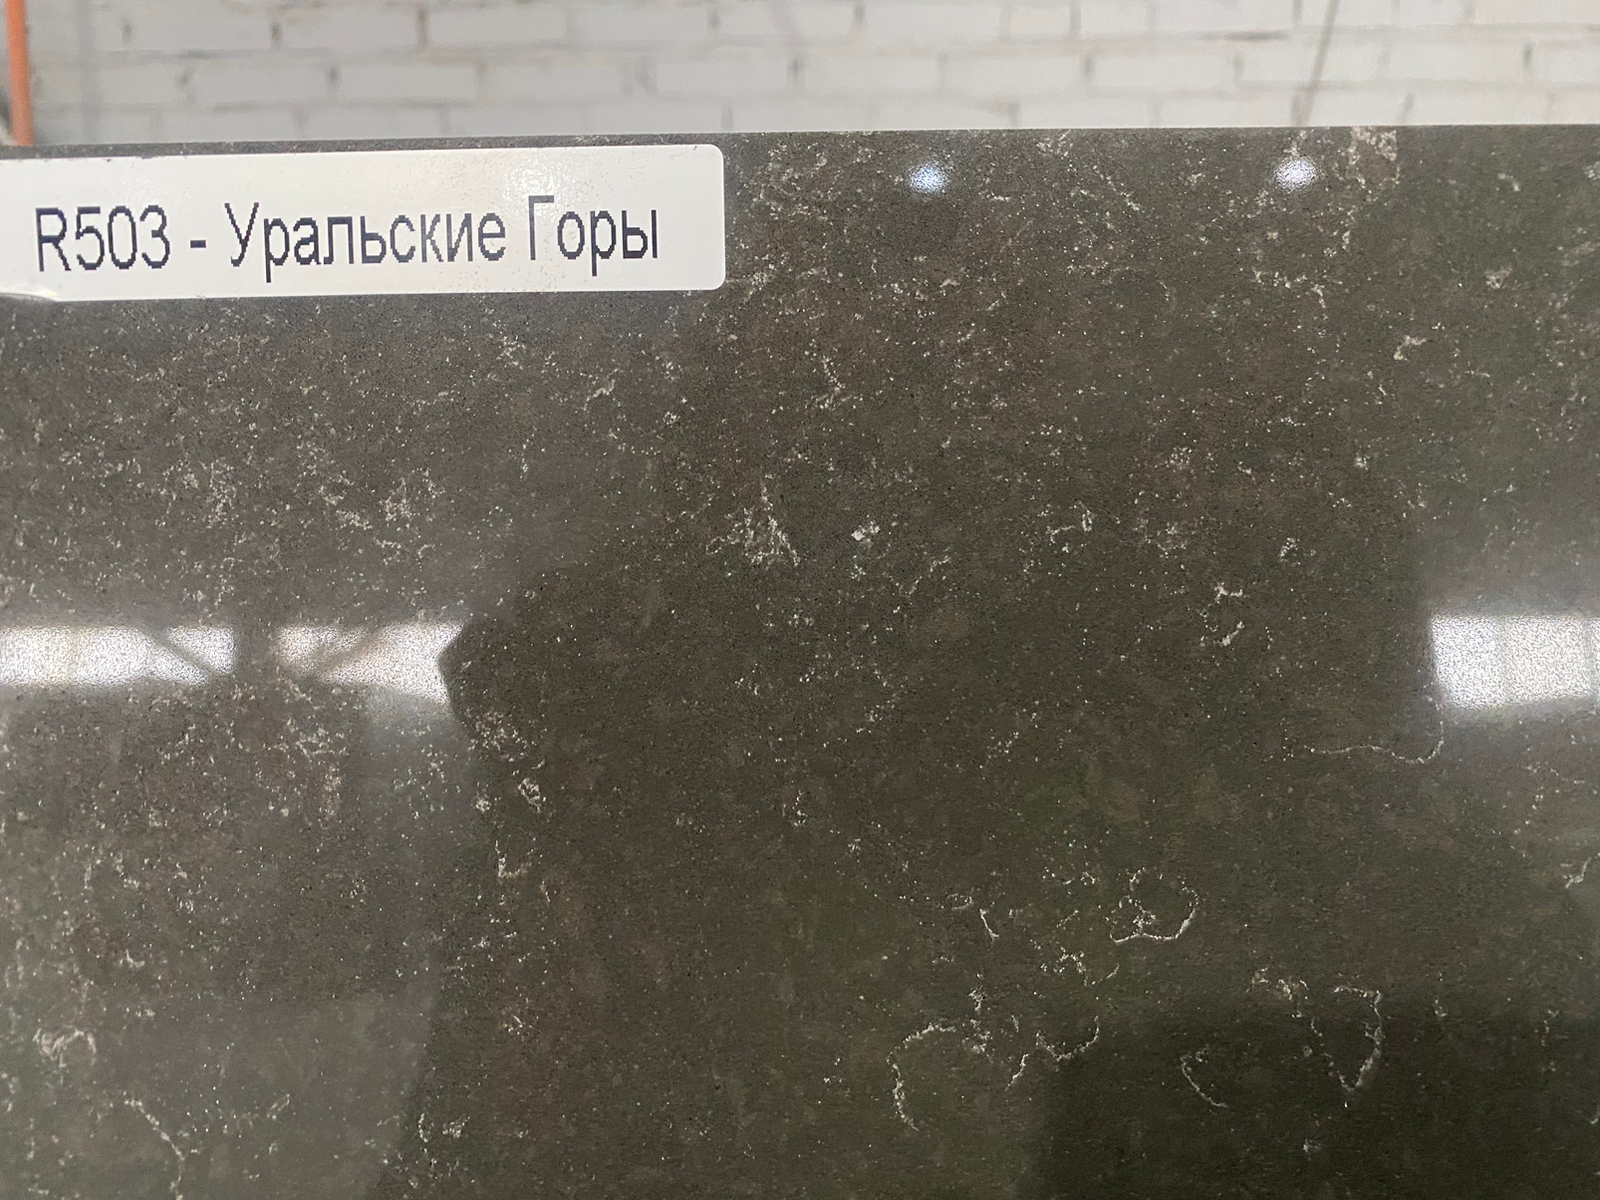 R503 - Уральские Горы